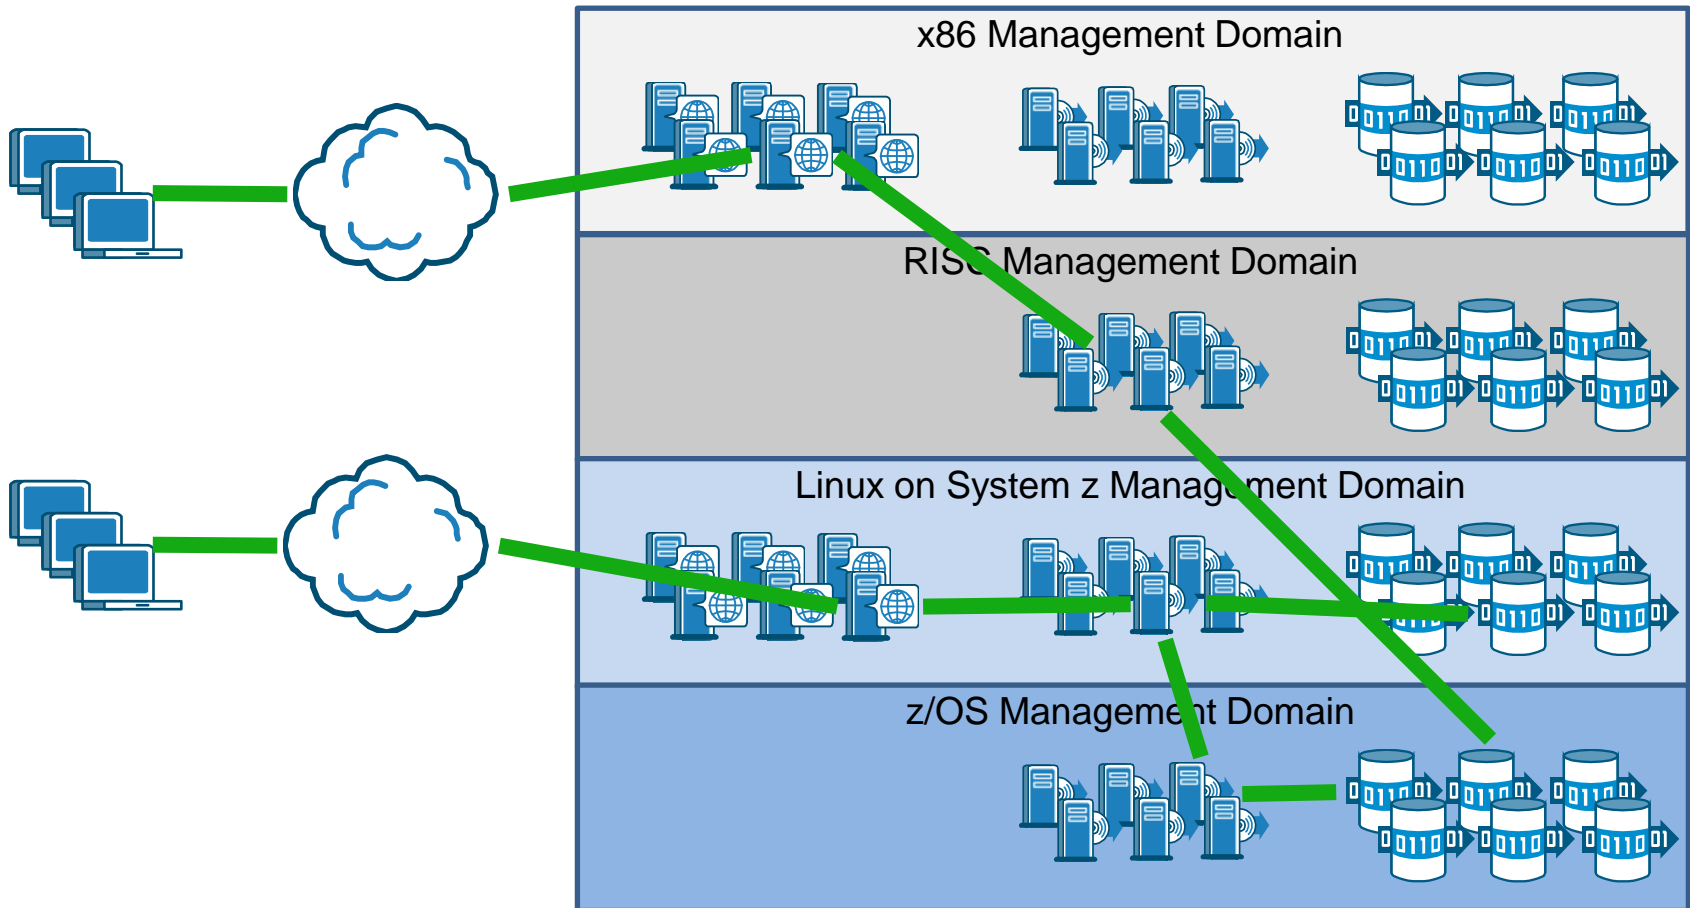 x86 Management Domain
RISC Management Domain
Linux on System z Management Domain
z/OS Management Domain